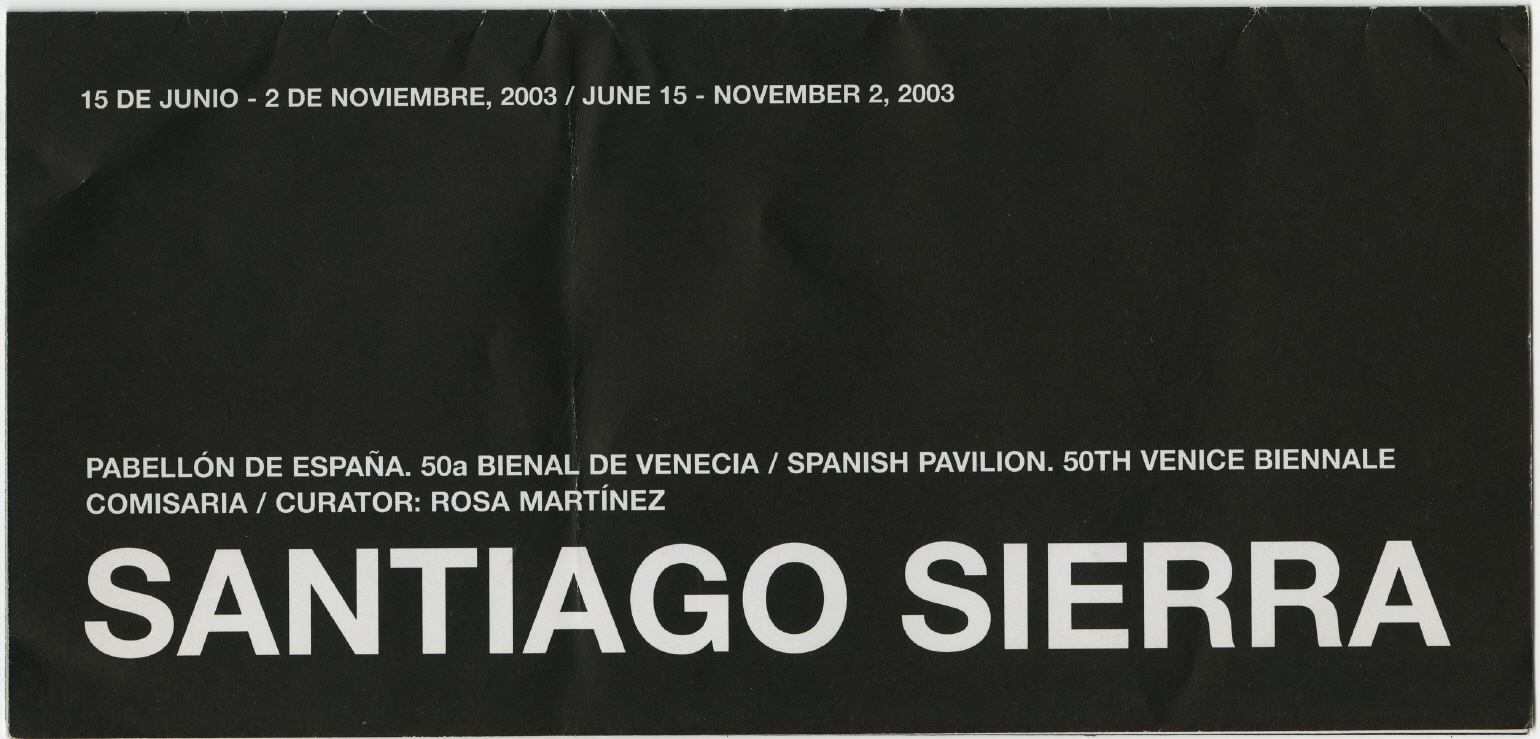 15 DE JUNIO - 2 DE NOVIEMBRE, 2003 / JUNE 15 - NOVEMBER 2, 2003
PABELLÓN DE ESPAÑA. 50a BIENAL DE VENECIA / SPANISH PAVILION. 50TH VENICE BIENNALE
COMISARIA / CURATOR: ROSA MARTÍNEZ
SANTIAGO SIERRA